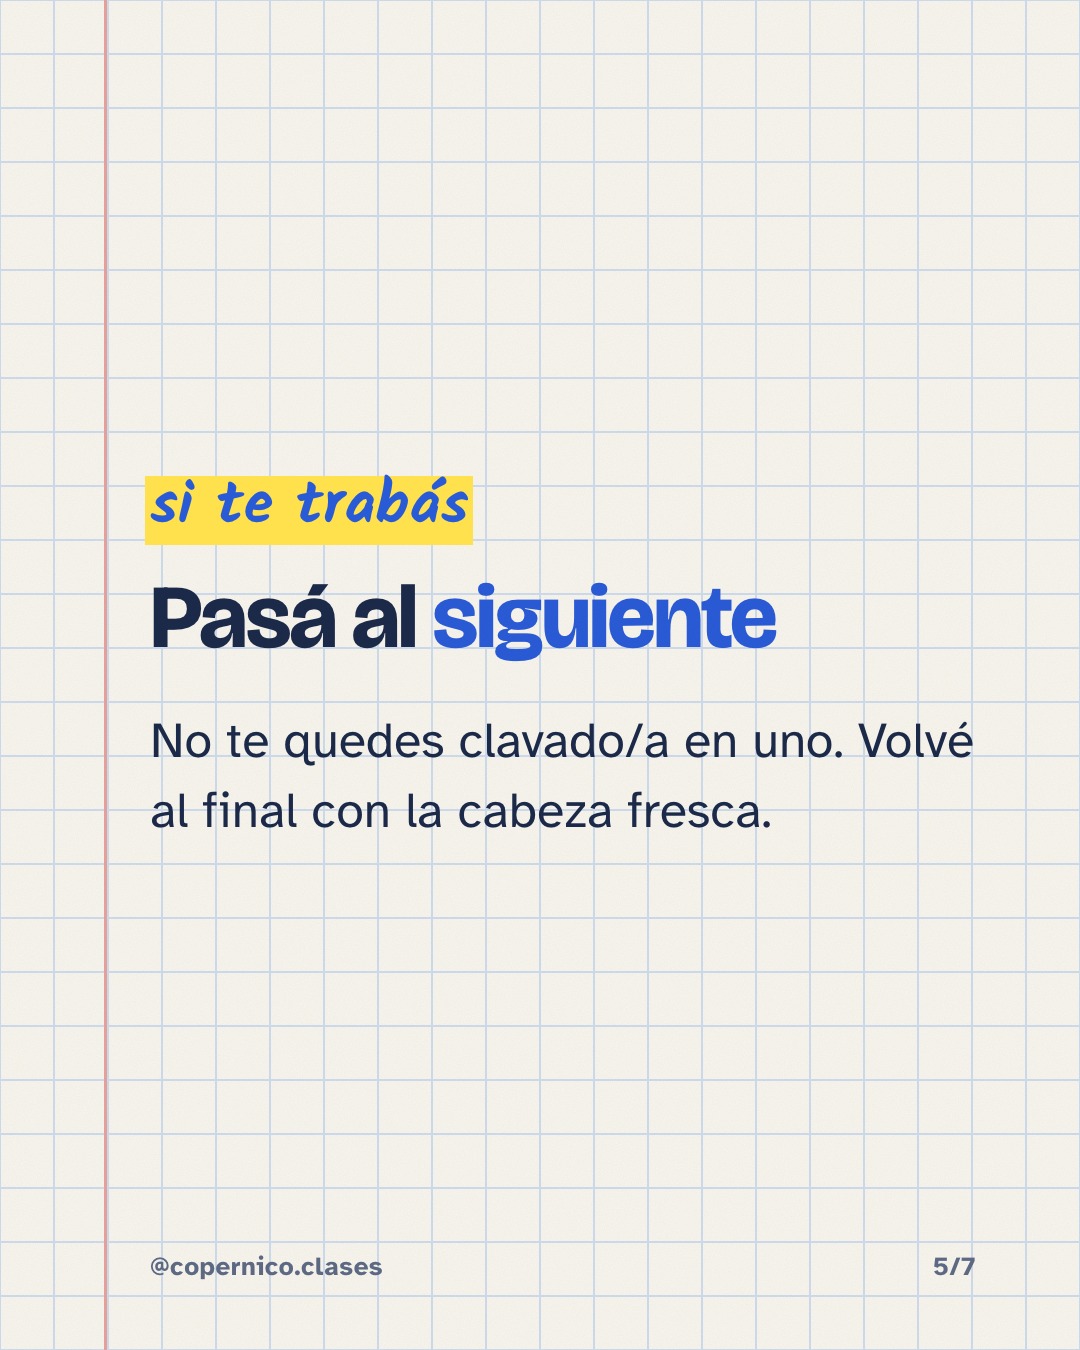 si te trabás
Pasá al siguiente
No te quedes clavado/a en uno. Volvé
al final con la cabeza fresca.
@copernico.clases
5/7